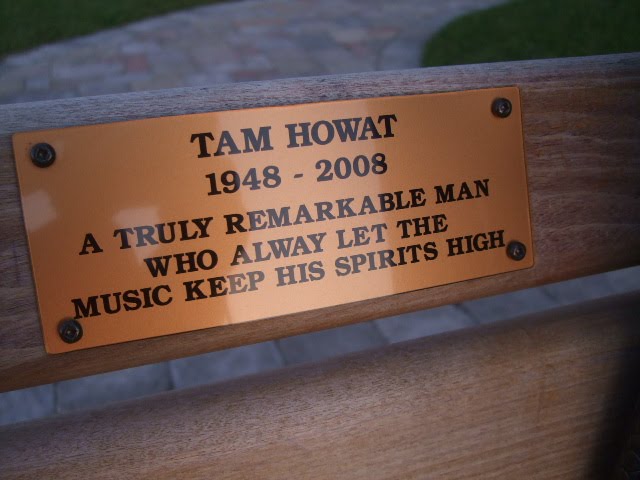 TAM HOWAT
1948 - 2008
A TRULY REMARKABLE MAN
WHO ALWAY LET THE
MUSIC KEEP HIS SPIRITS HIGH